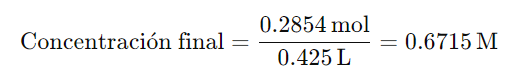 Concentración final = 0.2854 mol / 0.425 L = 0.6715 M